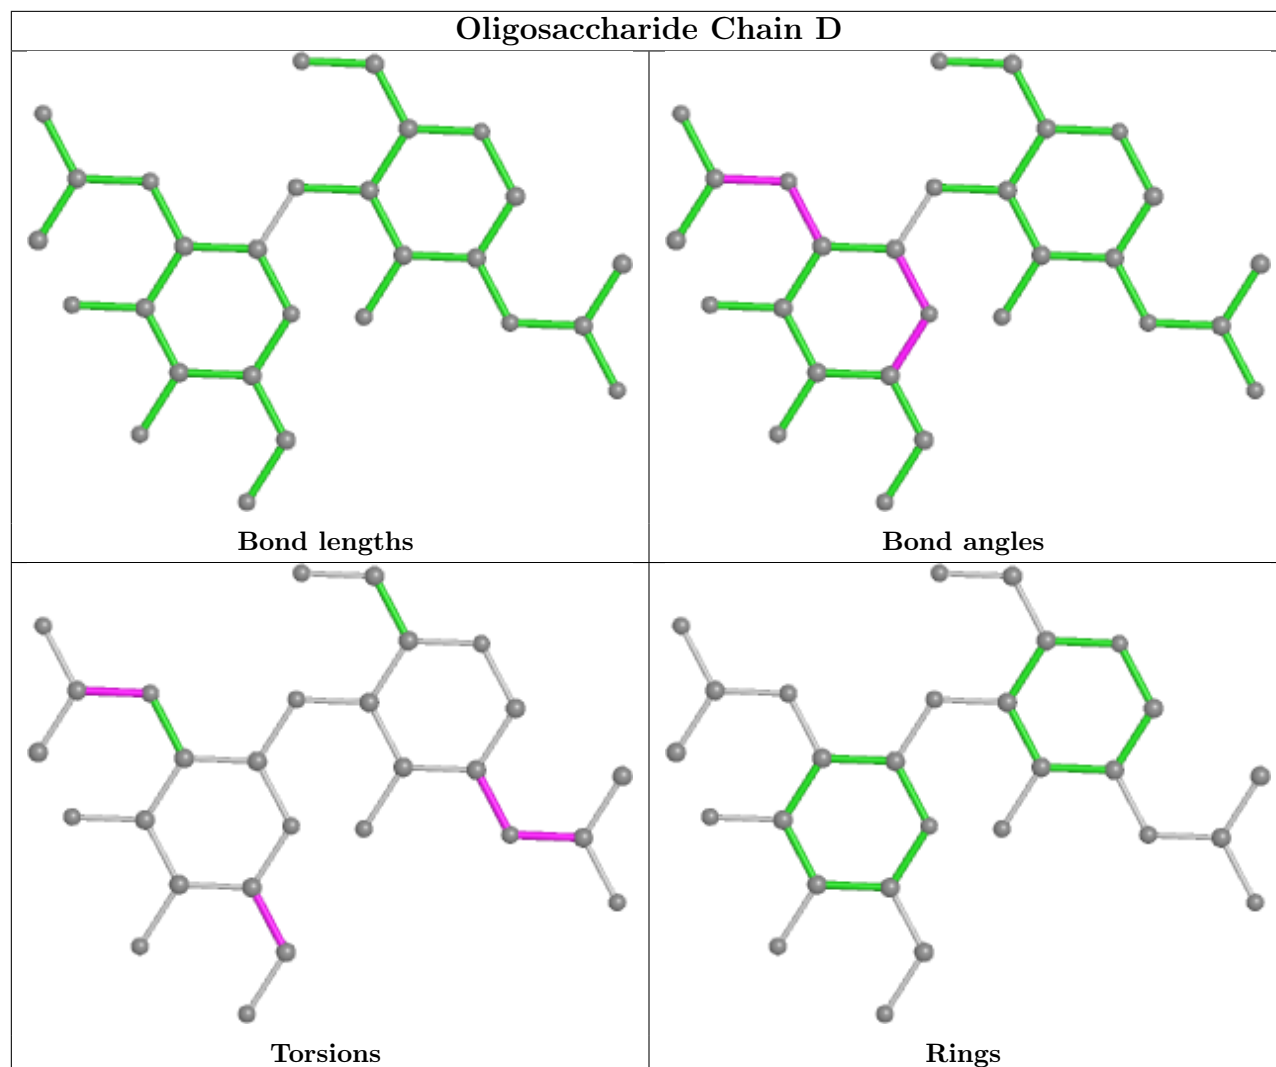 Oligosaccharide Chain D
Bond lengths
Bond angles
Torsions
Rings